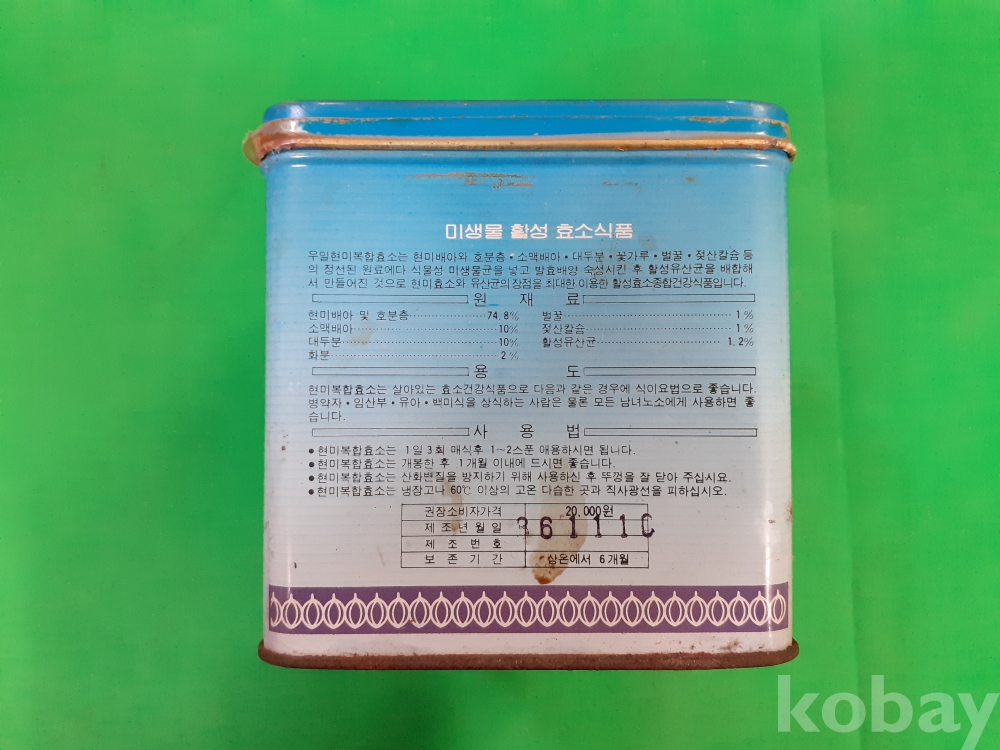 미생물 활성 효소식품
우일현미복합효소는 현미배아와 호분층·소맥배아·대두분·꽃가루·벌꿀·젖산칼슘 등
의 정선된 원료에다 식물성 미생물균을 넣고 발효배양 숙성시킨 후 활성유산균을 배합해
서 만들어진 것으로 현미효소와 유산균의 장점을 최대한 이용한 활성효소종합건강식품입니다.
원 재 료
현미배아 및 호분층 74.8% 벌꿀 1%
소맥배아 10% 젖산칼슘 1%
대두분 10% 활성유산균 1.2%
화분 2%
용 도
현미복합효소는 살아있는 효소건강식품으로 다음과 같은 경우에 식이요법으로 좋습니다.
병약자·임산부·유아·백미식을 상식하는 사람은 물론 모든 남녀노소에게 사용하면 좋
습니다.
사 용 법
●현미복합효소는 1일 3회 매식후 1~2스푼 애용하시면 됩니다.
●현미복합효소는 개봉한 후 1개월 이내에 드시면 좋습니다.
●현미복합효소는 산화변질을 방지하기 위해 사용하신 후 뚜껑을 잘 닫아 주십시요.
●현미복합효소는 냉장고나 60℃ 이상의 고온 다습한 곳과 직사광선을 피하십시오.
권장소비자가격 20,000원
제조년월일 61110
제조번호
보존기간 상온에서 6개월
kobay